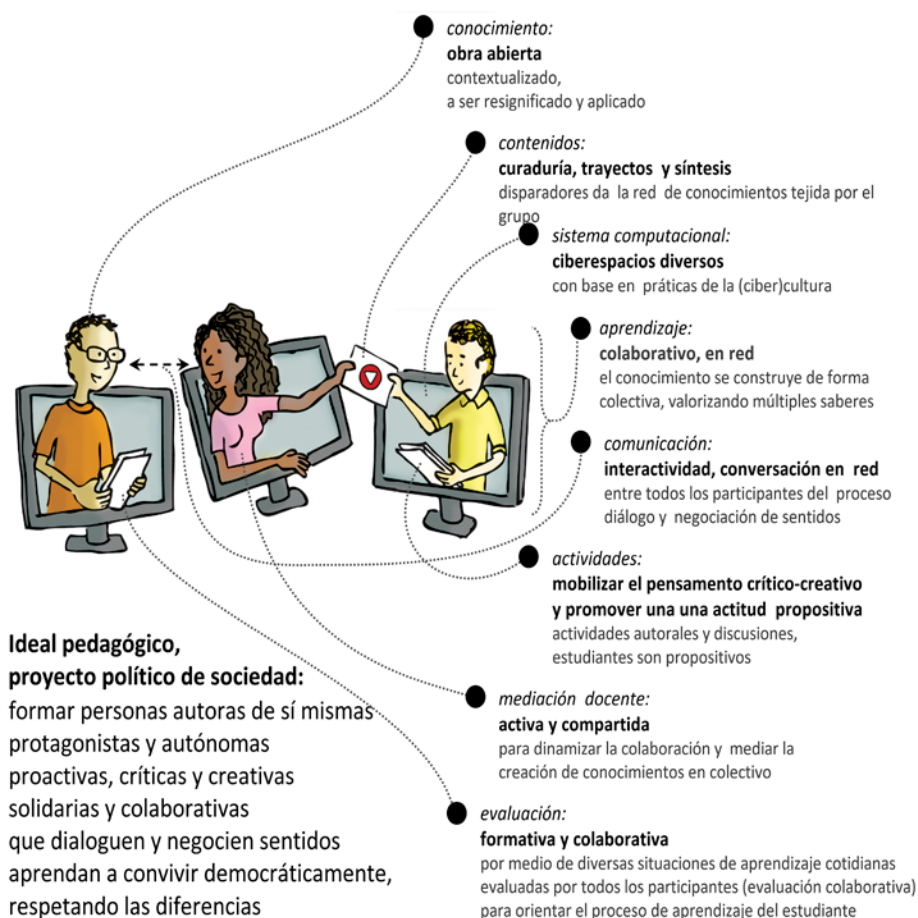 conocimiento:
obra abierta
contextualizado,
a ser resignificado y aplicado
contenidos:
curaduría, trayectos y síntesis
disparadores da la red de conocimientos tejida por el
grupo
sistema computacional:
ciberespacios diversos
con base en práticas de la (ciber)cultura
aprendizaje:
colaborativo, en red
el conocimiento se construye de forma
colectiva, valorizando múltiples saberes
comunicación:
interactividad, conversación en red
entre todos los participantes del proceso
diálogo y negociación de sentidos
actividades:
mobilizar el pensamento crítico-creativo
y promover una una actitud propositiva
actividades autorales y discusiones,
estudiantes son propositivos
mediación docente:
activa y compartida
para dinamizar la colaboración y mediar la
creación de conocimientos en colectivo
evaluación:
formativa y colaborativa
por medio de diversas situaciones de aprendizaje cotidianas
evaluadas por todos los participantes (evaluación colaborativa)
para orientar el proceso de aprendizaje del estudiante
Ideal pedagógico,
proyecto político de sociedad:
formar personas autoras de sí mismas
protagonistas y autónomas
proactivas, críticas y creativas
solidarias y colaborativas
que dialoguen y negocien sentidos
aprendan a convivir democráticamente,
respetando las diferencias